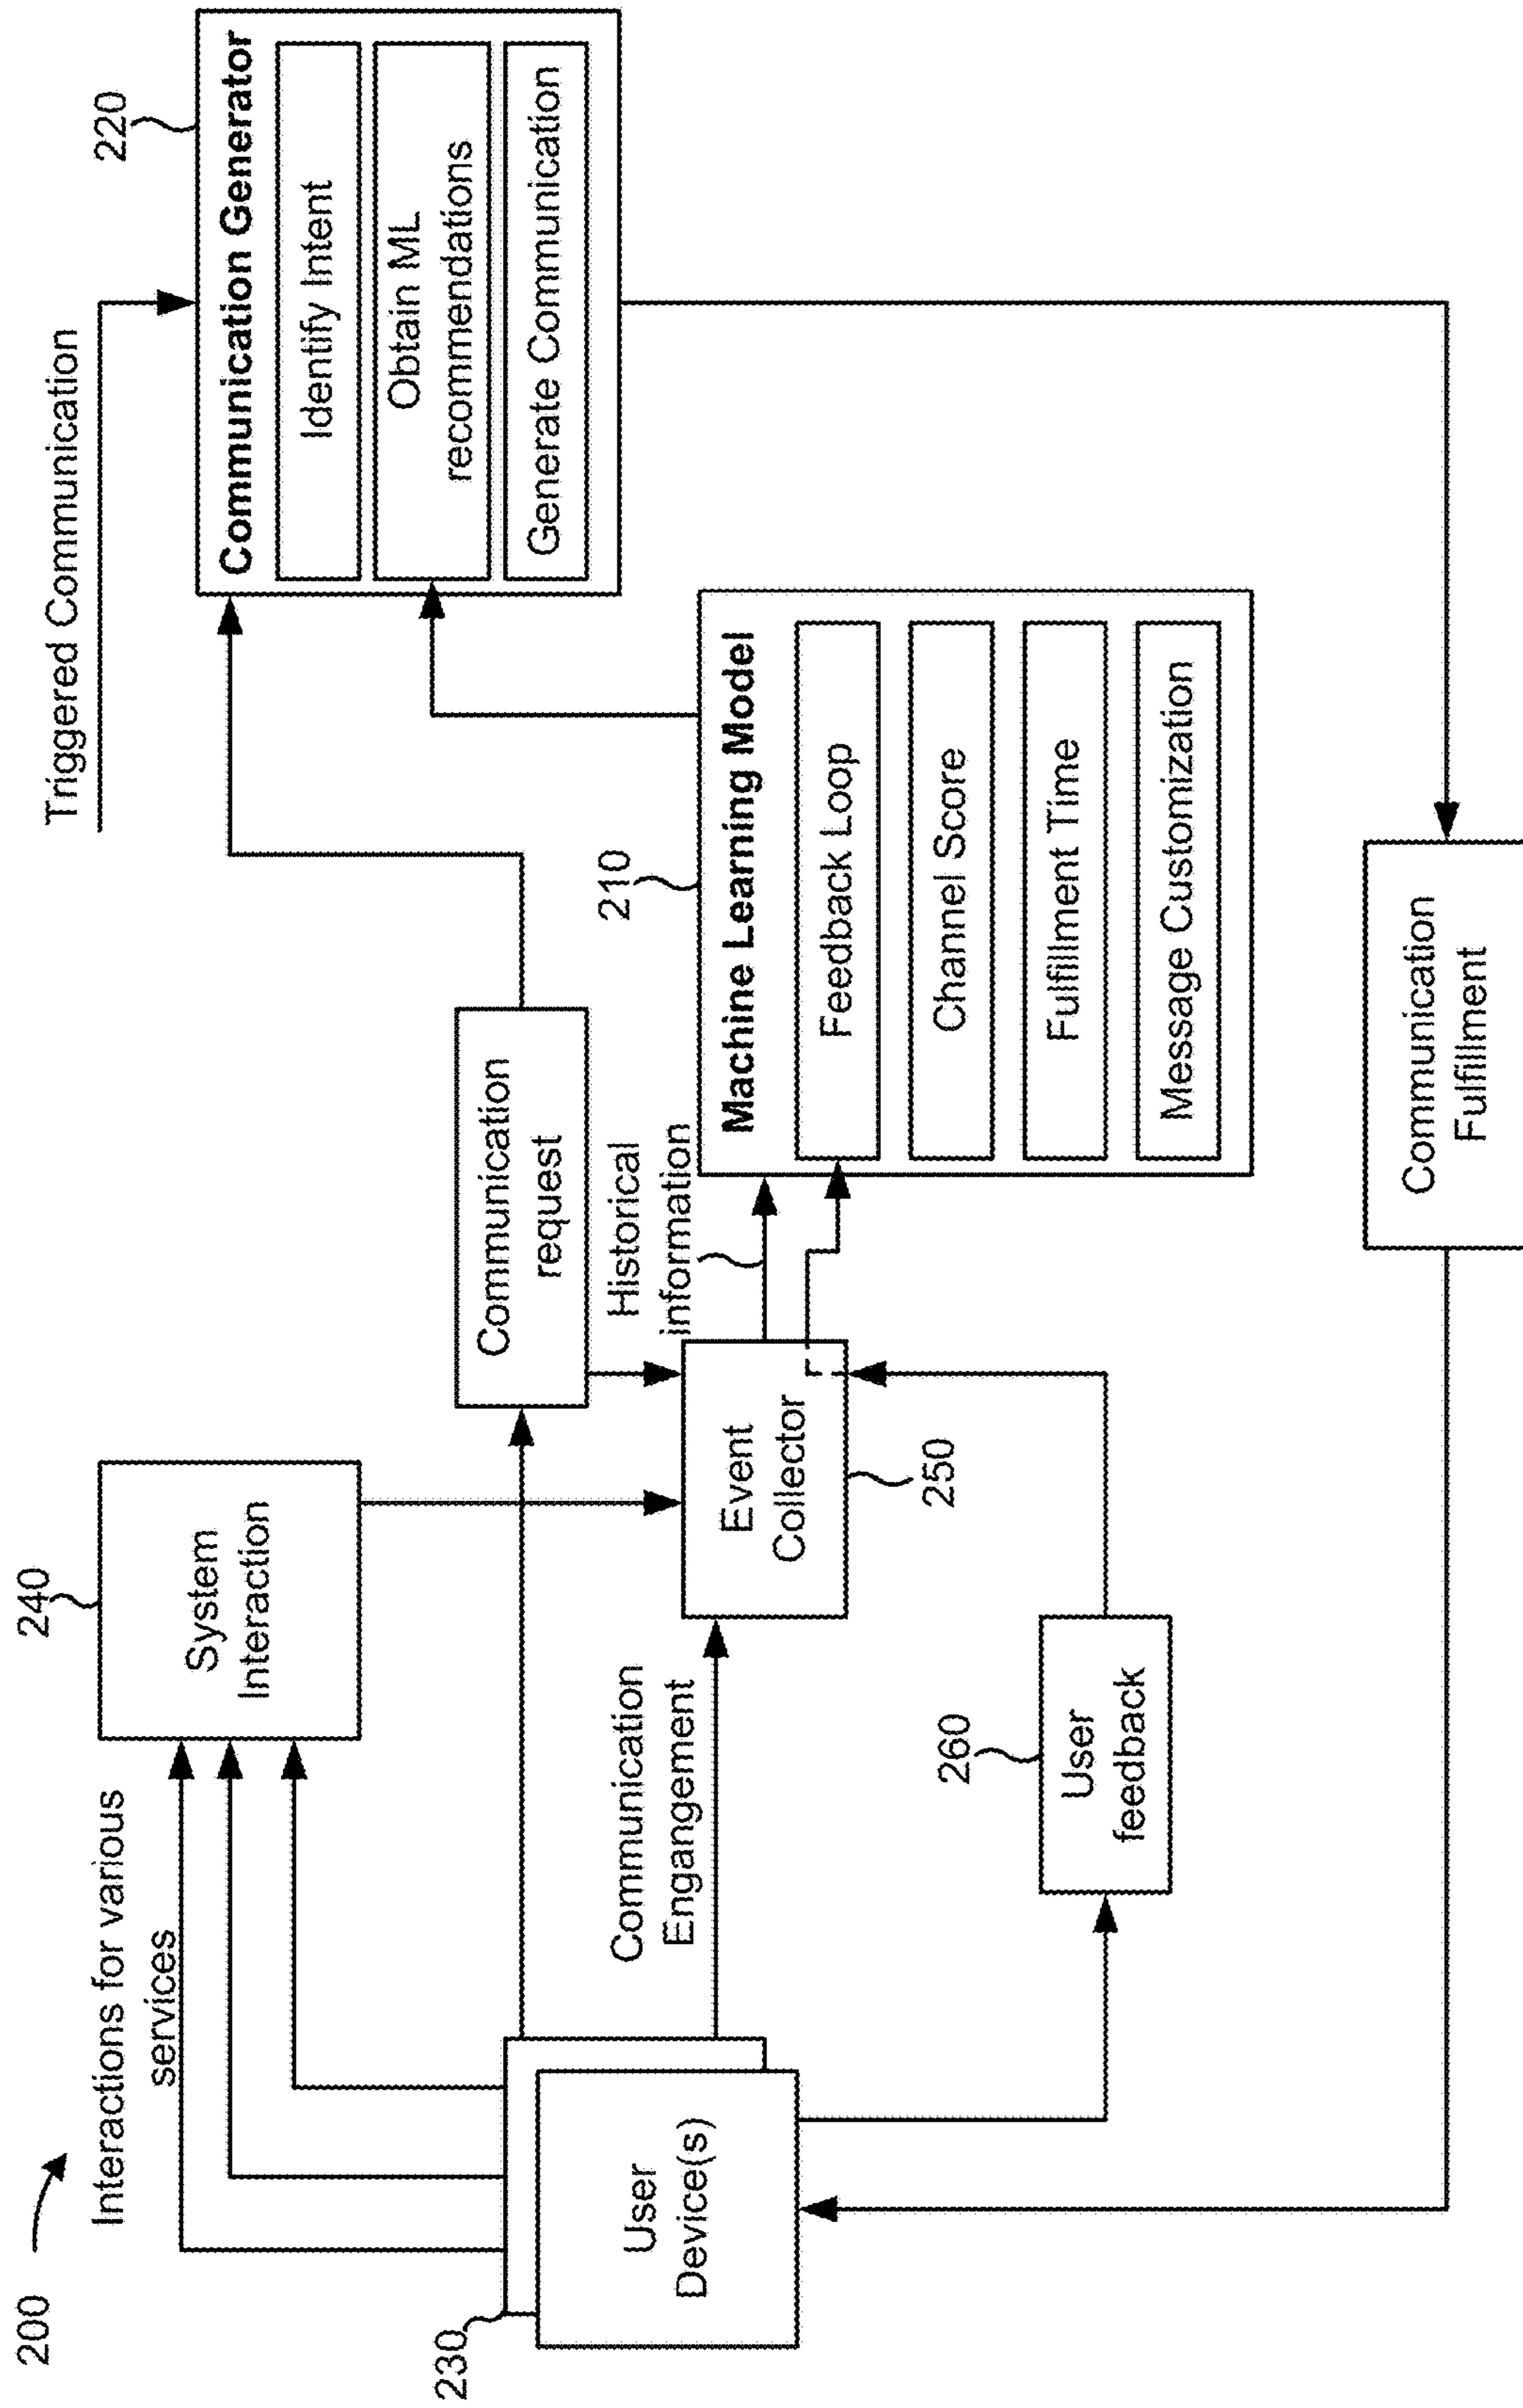 200
Interactions for various
services
240
System
Interaction
Triggered Communication
220
Communication Generator
Identify Intent
Obtain ML
recommendations
Generate Communication
230
User
Device(s)
Communication
request
Communication
Engangement
Historical
information
Event
Collector
250
210
Machine Learning Model
Feedback Loop
Channel Score
Fulfillment Time
Message Customization
260
User
feedback
Communication
Fulfillment